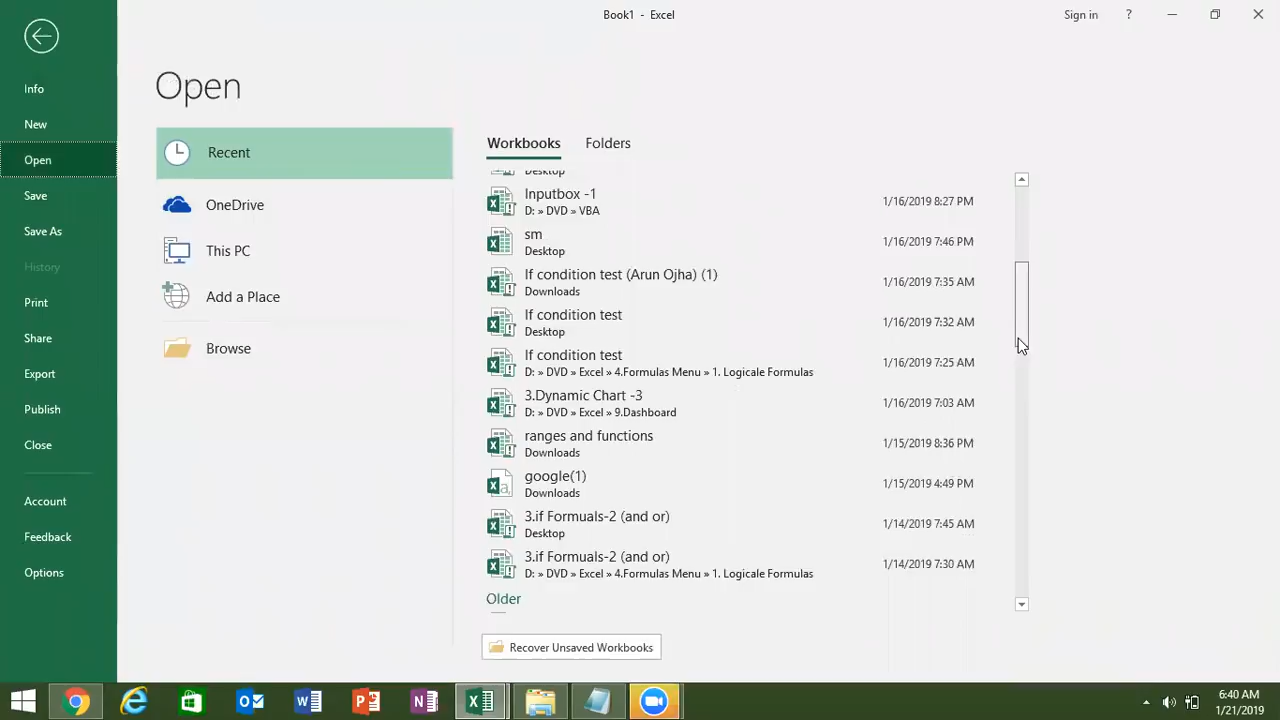 Book1 - Excel
Sign in
?
Info
New
Open
Save
Save As
History
Print
Share
Export
Publish
Close
Account
Feedback
Options
Open
Recent
OneDrive
This PC
Add a Place
Browse
Workbooks Folders
Desktop
Inputbox -1
D: » DVD » VBA
1/16/2019 8:27 PM
sm
Desktop
1/16/2019 7:46 PM
If condition test (Arun Ojha) (1)
Downloads
1/16/2019 7:35 AM
If condition test
Desktop
1/16/2019 7:32 AM
If condition test
D: » DVD » Excel » 4.Formulas Menu » 1. Logicale Formulas
1/16/2019 7:25 AM
3.Dynamic Chart -3
D: » DVD » Excel » 9.Dashboard
1/16/2019 7:03 AM
ranges and functions
Downloads
1/15/2019 8:36 PM
google(1)
Downloads
1/15/2019 4:49 PM
3.if Formuals-2 (and or)
Desktop
1/14/2019 7:45 AM
3.if Formuals-2 (and or)
D: » DVD » Excel » 4.Formulas Menu » 1. Logicale Formulas
1/14/2019 7:30 AM
Older
Recover Unsaved Workbooks
6:40 AM
1/21/2019